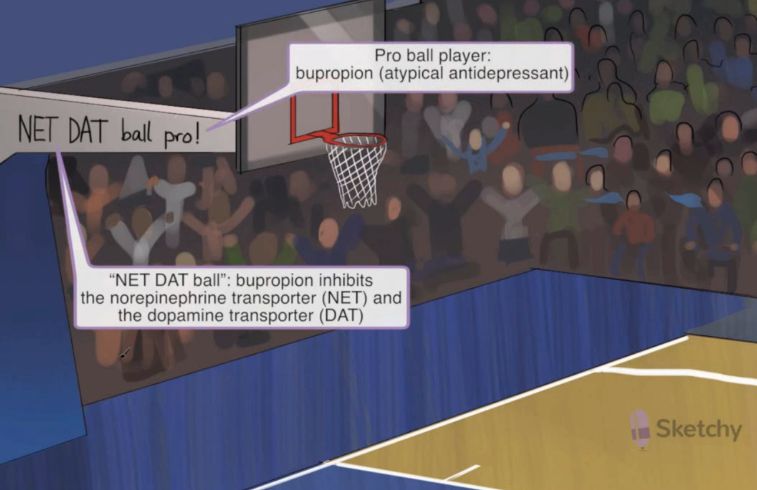 Pro ball player:
bupropion (atypical antidepressant)
NET DAT ball pro!
“NET DAT ball”: bupropion inhibits
the norepinephrine transporter (NET) and
the dopamine transporter (DAT)
Sketchy